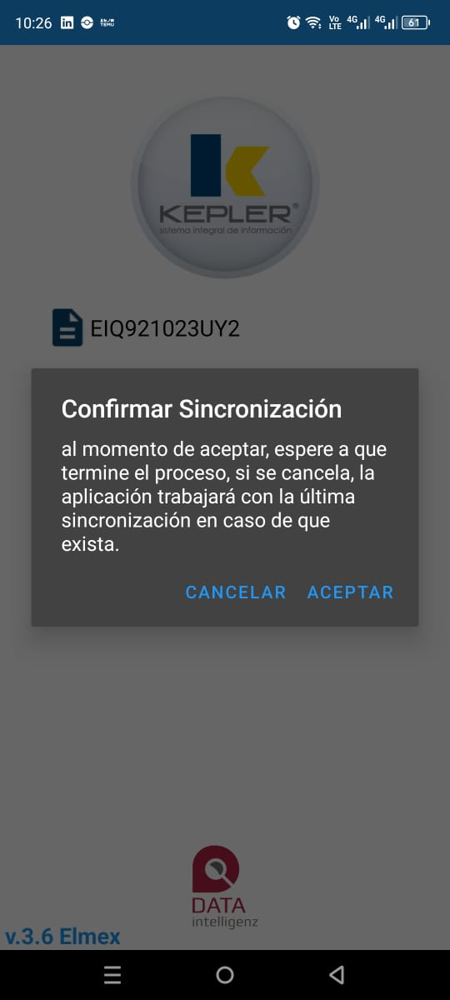 10:26
TEMU
Vo
LTE
4G
4G
61
KEPLER®
sistema integral de información
EIQ921023UY2
Confirmar Sincronización
al momento de aceptar, espere a que
termine el proceso, si se cancela, la
aplicación trabajará con la última
sincronización en caso de que
exista.
CANCELAR ACEPTAR
DATA
intelligenz
v.3.6 Elmex